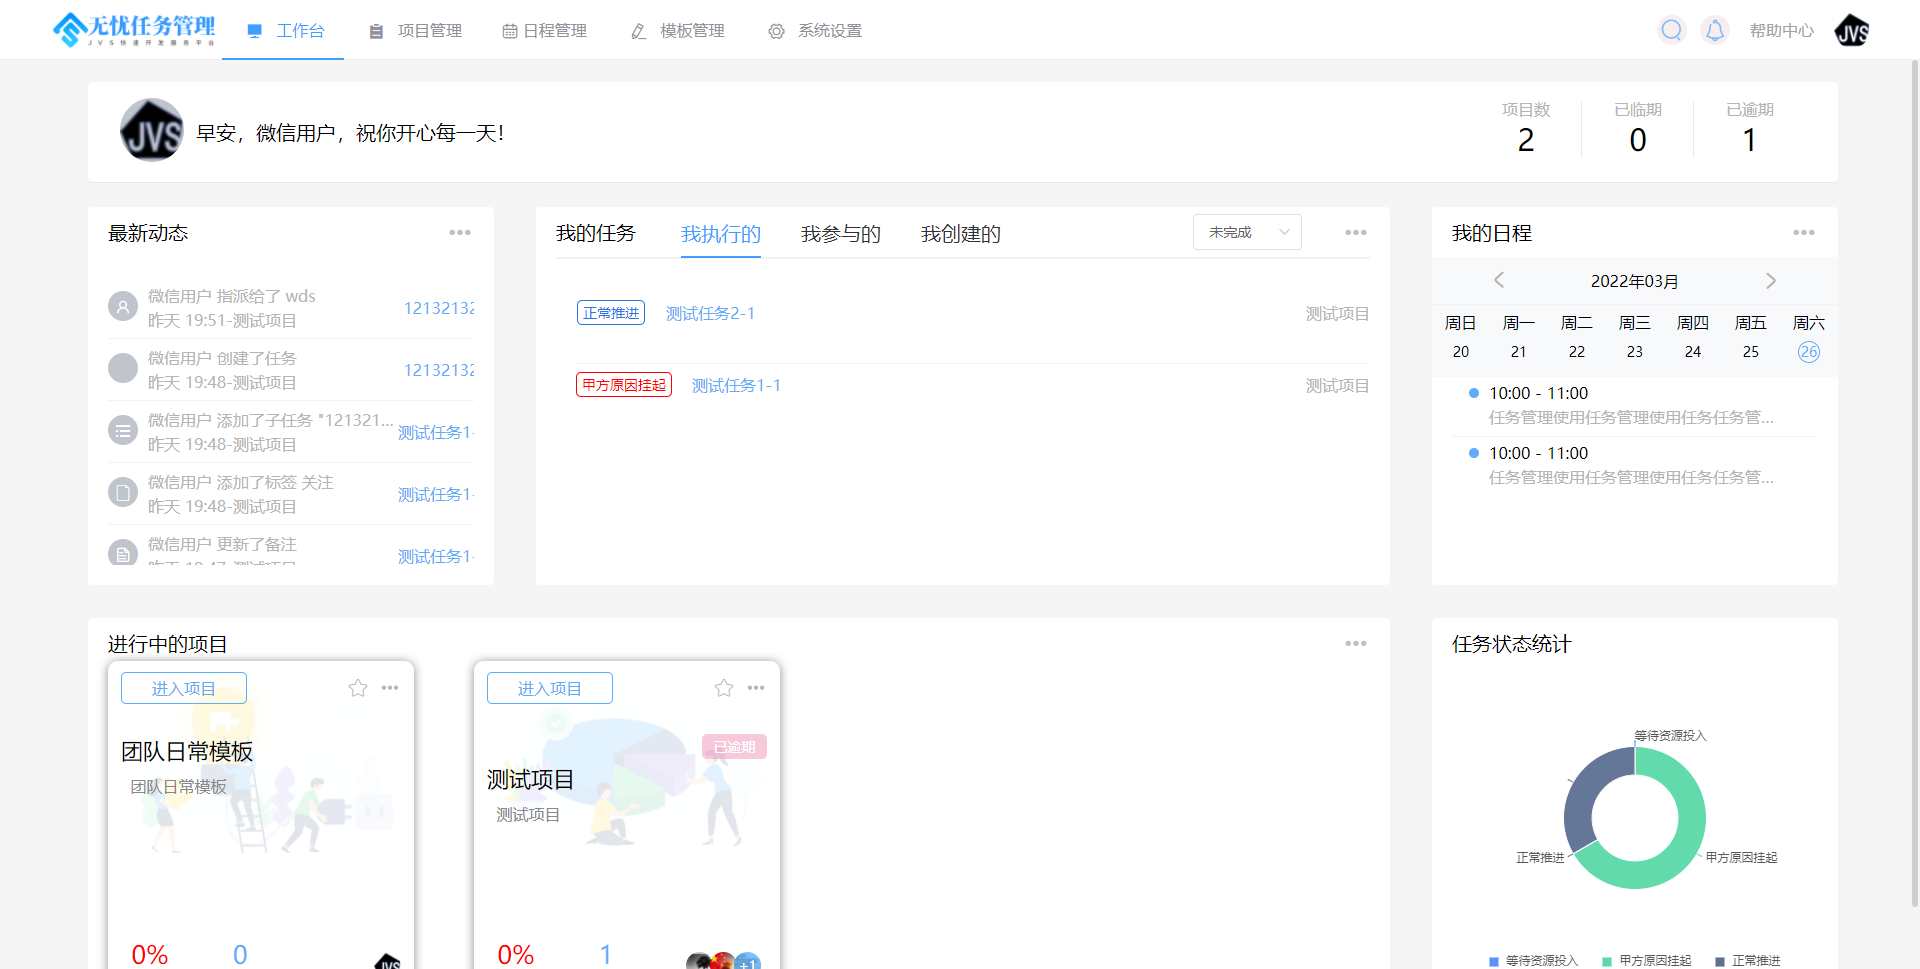 无忧任务管理
JVS快速开发服务平台
工作台
项目管理
日程管理
模板管理
系统设置
帮助中心
JVS
JVS
早安，微信用户，祝你开心每一天！
项目数
2
已临期
0
已逾期
1
最新动态
微信用户 指派给了 wds
昨天 19:51-测试项目
12132132
微信用户 创建了任务
昨天 19:48-测试项目
12132132
微信用户 添加了子任务 "121321...
昨天 19:48-测试项目
测试任务1-
微信用户 添加了标签 关注
昨天 19:48-测试项目
测试任务1-
微信用户 更新了备注
昨天 19:47-测试项目
测试任务1-
我的任务
我执行的
我参与的
我创建的
未完成
正常推进 测试任务2-1
测试项目
甲方原因挂起 测试任务1-1
测试项目
我的日程
2022年03月
周日 周一 周二 周三 周四 周五 周六
20 21 22 23 24 25 26
10:00 - 11:00
任务管理使用任务管理使用任务任务管...
10:00 - 11:00
任务管理使用任务管理使用任务任务管...
进行中的项目
进入项目
团队日常模板
团队日常模板
0%
0
JVS
进入项目
已逾期
测试项目
测试项目
0%
1
+1
任务状态统计
等待资源投入
正常推进
甲方原因挂起
等待资源投入 甲方原因挂起 正常推进